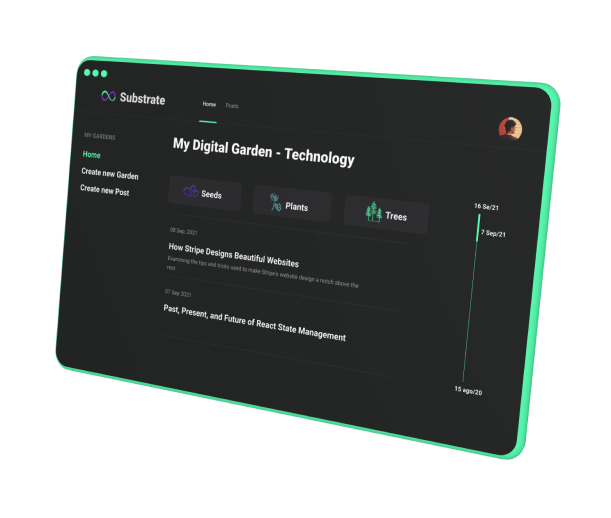 Substrate
Home
Posts
My Digital Garden - Technology
MY GARDENS
Home
Create new Garden
Create new Post
Seeds
Plants
Trees
16 Se/21
7 Sep/21
15 ago/20
08 Sep, 2021
How Stripe Designs Beautiful Websites
Examining the tips and tricks used to make Stripe's website design a notch above the
rest.
07 Sep 2021
Past, Present, and Future of React State Management